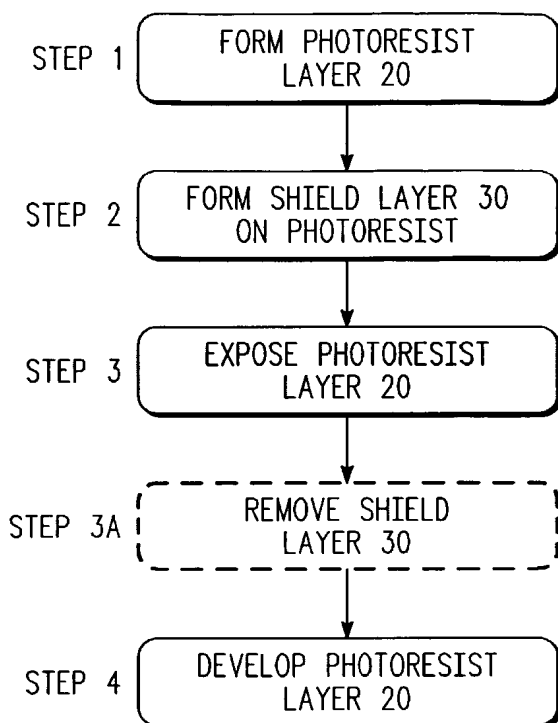 STEP 1
FORM PHOTORESIST
LAYER 20
STEP 2
FORM SHIELD LAYER 30
ON PHOTORESIST
STEP 3
EXPOSE PHOTORESIST
LAYER 20
STEP 3A
REMOVE SHIELD
LAYER 30
STEP 4
DEVELOP PHOTORESIST
LAYER 20